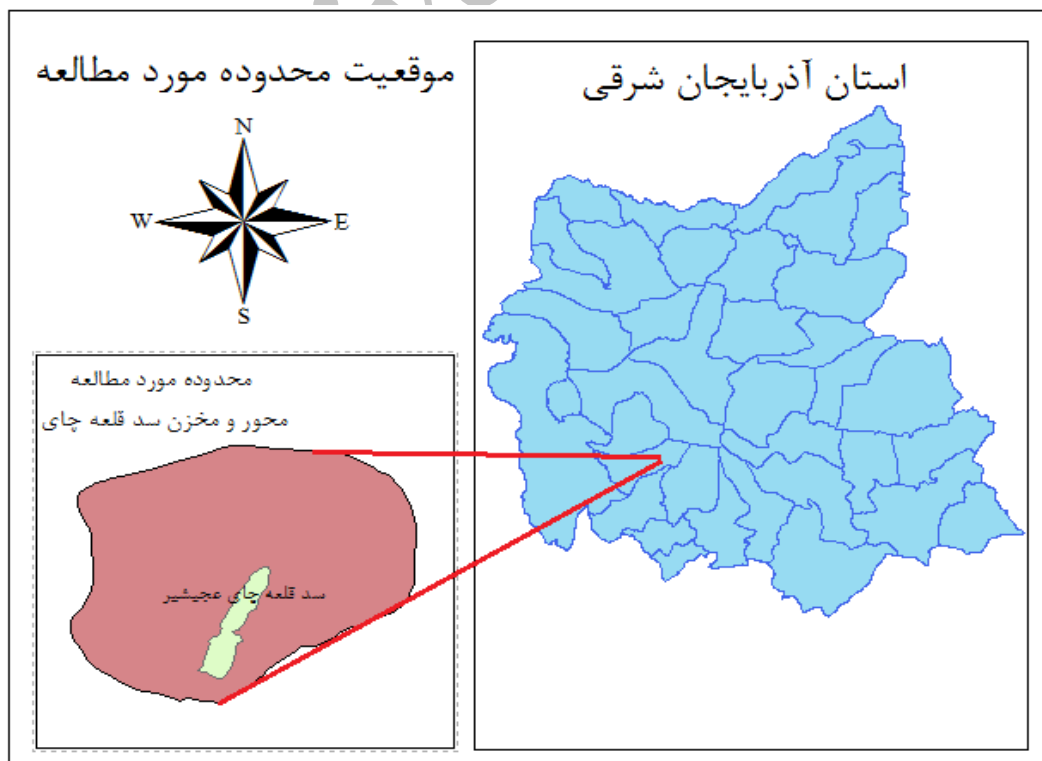 استان آذربایجان شرقی
موقعیت محدوده مورد مطالعه
N
W
E
S
محدوده مورد مطالعه
محور و مخزن سد قلعه چای
سد قلعه چای عجبشیر